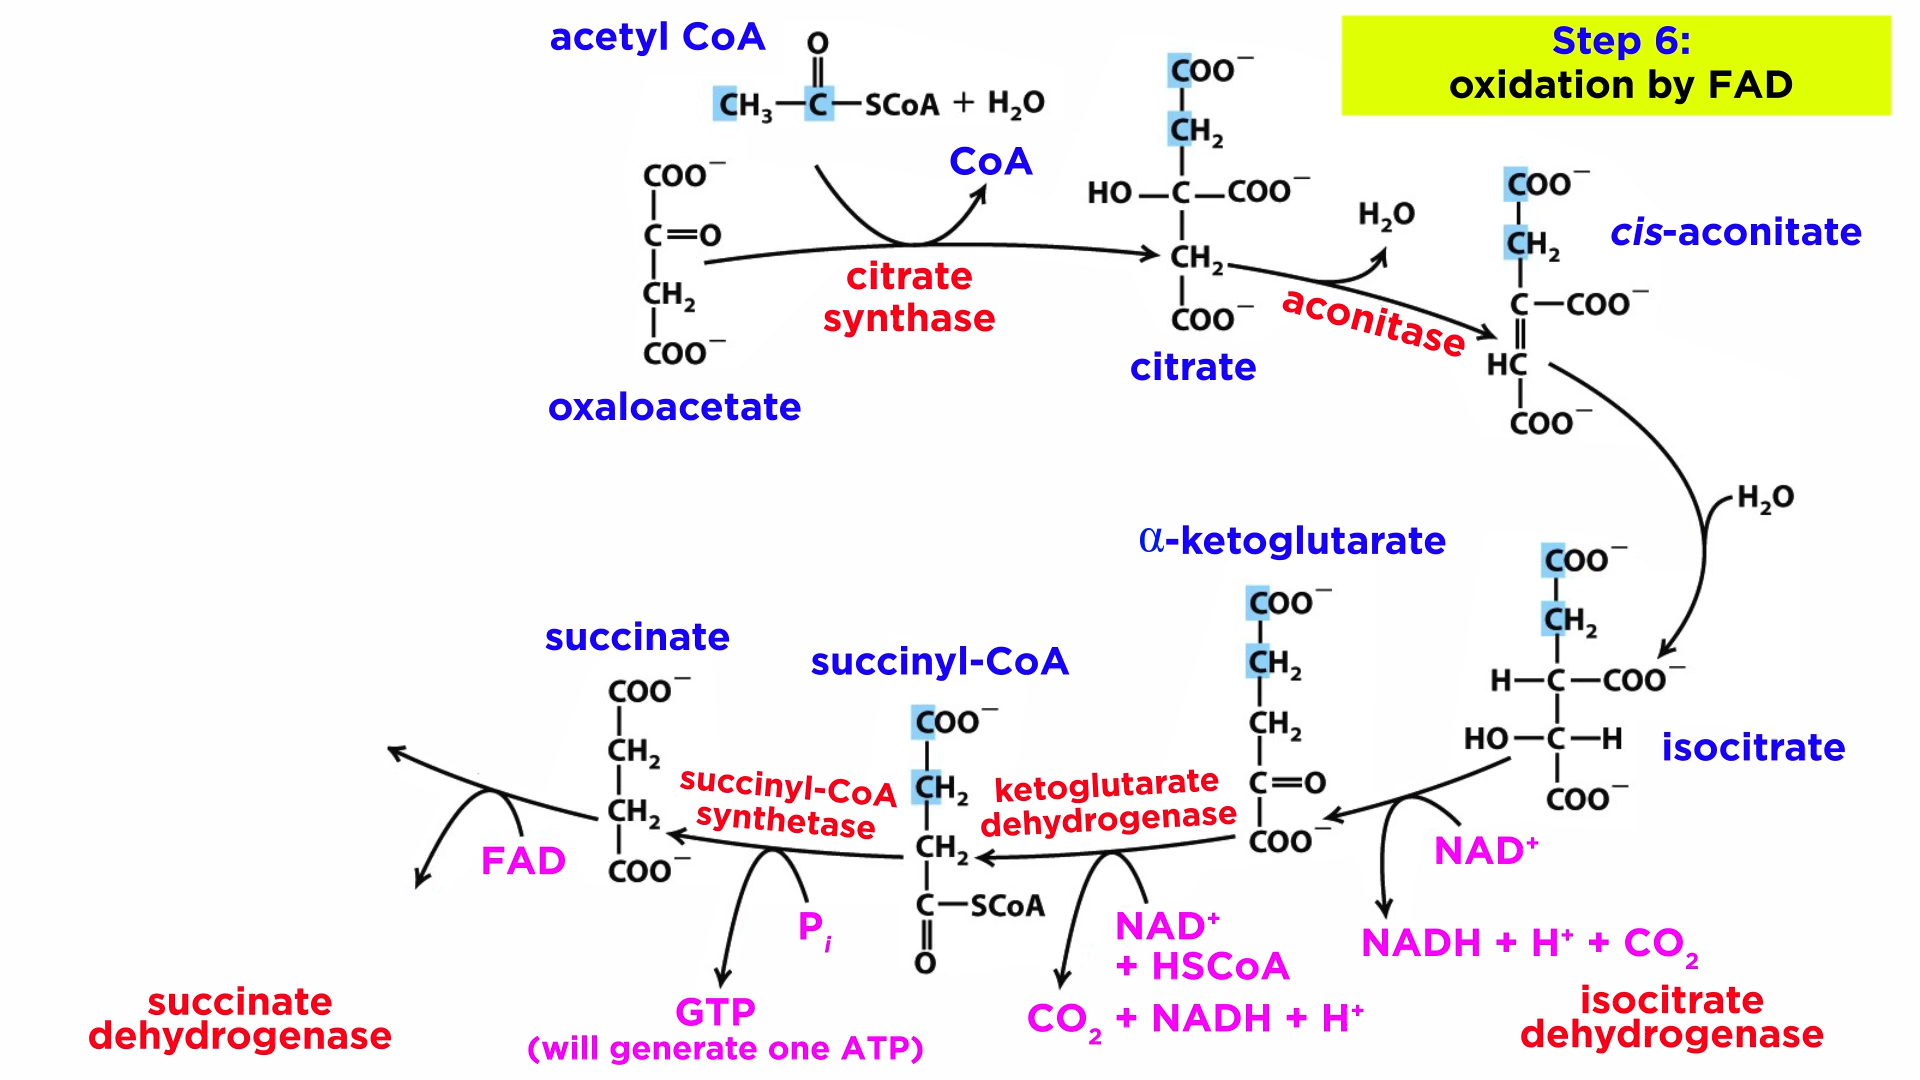 acetyl CoA
O
CH₃—C—SCoA + H₂O
CoA
COO⁻
C=O
CH₂
COO⁻
oxaloacetate
citrate
synthase
COO⁻
CH₂
HO—C—COO⁻
CH₂
COO⁻
citrate
Step 6:
oxidation by FAD
H₂O
aconitase
COO⁻
CH₂
C—COO⁻
HC
COO⁻
cis-aconitate
H₂O
COO⁻
CH₂
H—C—COO⁻
HO—C—H
COO⁻
isocitrate
NAD⁺
NADH + H⁺ + CO₂
isocitrate
dehydrogenase
α-ketoglutarate
COO⁻
CH₂
CH₂
C=O
COO⁻
ketoglutarate
dehydrogenase
NAD⁺
+ HSCoA
CO₂ + NADH + H⁺
succinyl-CoA
COO⁻
CH₂
CH₂
C—SCoA
O
succinyl-CoA
synthetase
Pᵢ
GTP
(will generate one ATP)
succinate
COO⁻
CH₂
CH₂
COO⁻
FAD
succinate
dehydrogenase